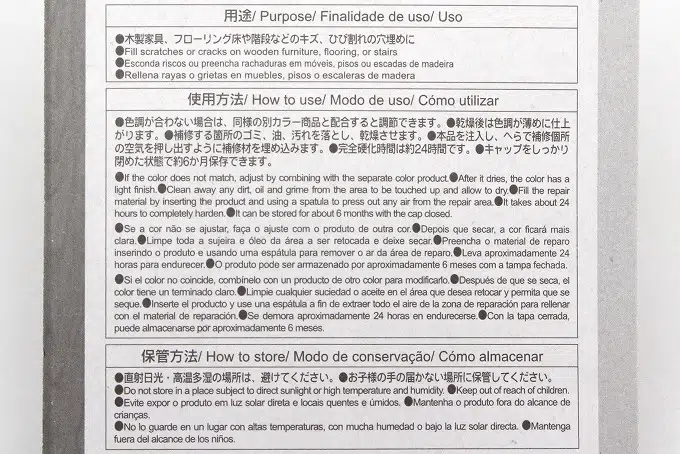 用途/ Purpose/ Finalidade de uso/ Uso
●木製家具、フローリング床や階段などのキズ、ひび割れの穴埋めに
●Fill scratches or cracks on wooden furniture, flooring, or stairs
●Esconda riscos ou preencha rachaduras em móveis, pisos ou escadas de madeira
●Rellena rayas o grietas en muebles, pisos o escaleras de madera
使用方法/ How to use/ Modo de uso/ Cómo utilizar
●色調が合わない場合は、同様の別カラー商品と配合すると調節できます。●乾燥後は色調が薄めに仕上
がります。●補修する箇所のゴミ、油、汚れを落とし、乾燥させます。●本品を注入し、へらで補修個所
の空気を押し出すように補修材を埋め込みます。●完全硬化時間は約24時間です。●キャップをしっかり
閉めた状態で約6か月保存できます。
●If the color does not match, adjust by combining with the separate color product.●After it dries, the color has a
light finish.●Clean away any dirt, oil and grime from the area to be touched up and allow to dry.●Fill the repair
material by inserting the product and using a spatula to press out any air from the repair area.●It takes about 24
hours to completely harden.●It can be stored for about 6 months with the cap closed.
●Se a cor não se ajustar, faça o ajuste com o produto de outra cor.●Depois que secar, a cor ficará mais
clara.●Limpe toda a sujeira e óleo da área a ser retocada e deixe secar.●Preencha o material de reparo
inserindo o produto e usando uma espátula para remover o ar da área de reparo.●Leva aproximadamente 24
horas para endurecer.●O produto pode ser armazenado por aproximadamente 6 meses com a tampa fechada.
●Si el color no coincide, combínelo con un producto de otro color para modificarlo.●Después de que se seca, el
color tiene un terminado claro.●Limpie cualquier suciedad o aceite en el área que desea retocar y permita que se
seque.●Inserte el producto y use una espátula a fin de extraer todo el aire de la zona de reparación para rellenar
con el material de reparación.●Se demora aproximadamente 24 horas en endurecerse.●Con la tapa cerrada,
puede almacenarse por aproximadamente 6 meses.
保管方法/ How to store/ Modo de conservação/ Cómo almacenar
●直射日光・高温多湿の場所は、避けてください。●お子様の手の届かない場所に保管してください。
●Do not store in a place subject to direct sunlight or high temperature and humidity. ●Keep out of reach of children.
●Evite expor o produto em luz solar direta e locais quentes e úmidos. ●Mantenha o produto fora do alcance de
crianças.
●No lo guarde en un lugar con altas temperaturas, con mucha humedad o bajo la luz solar directa. ●Mantenga
fuera del alcance de los niños.